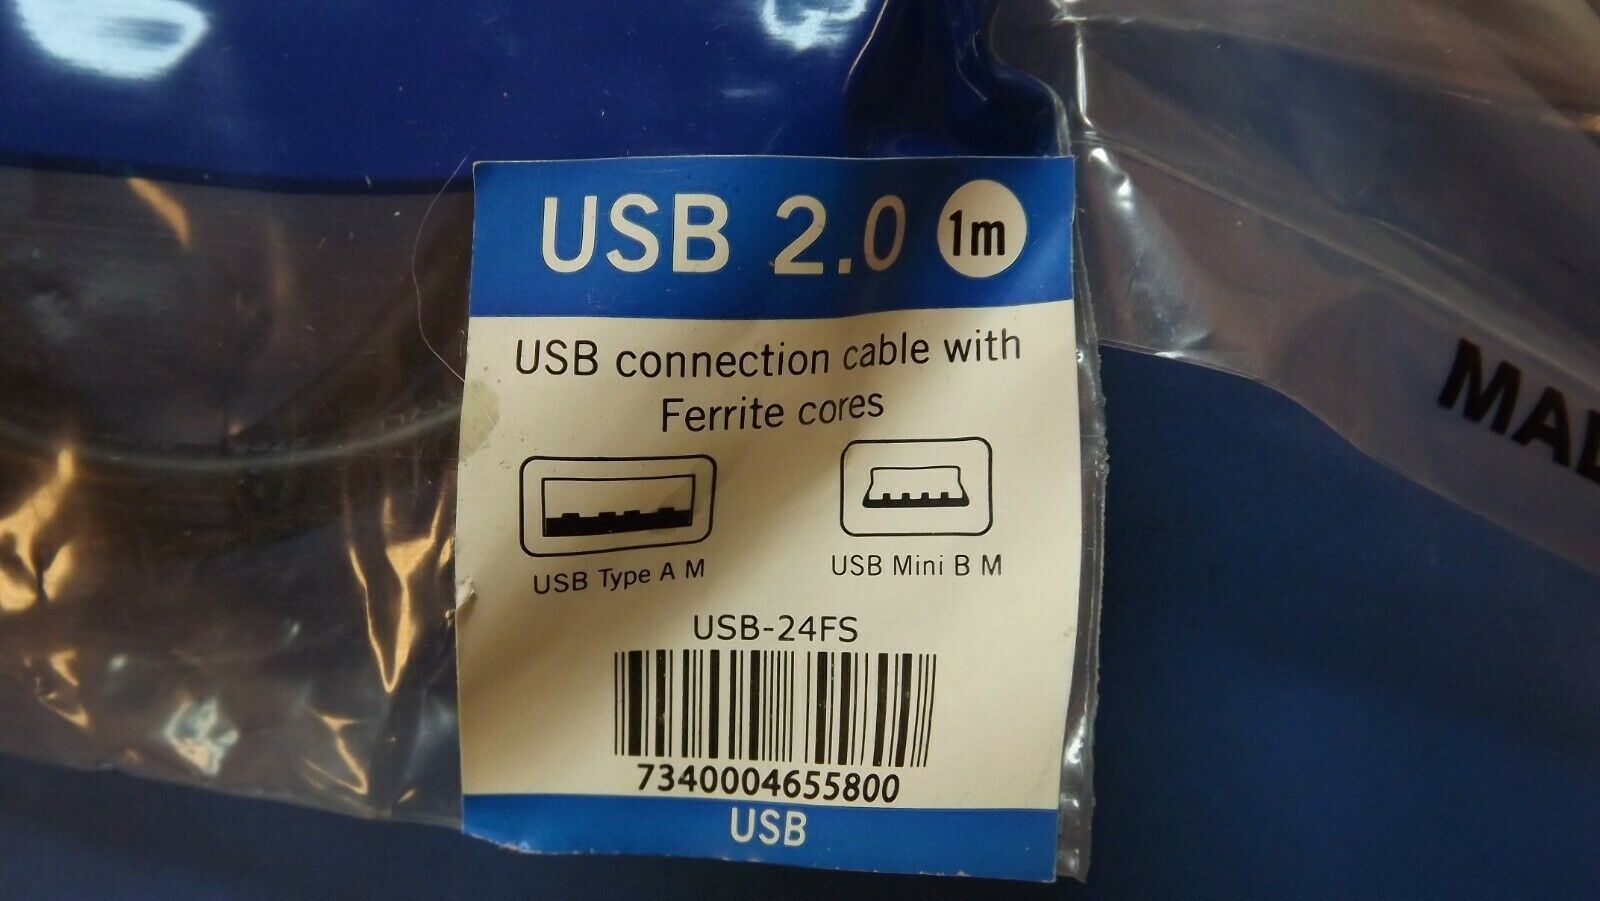 USB 2.0 1m
USB connection cable with
Ferrite cores
USB Type A M
USB Mini B M
USB-24FS
7340004655800
USB